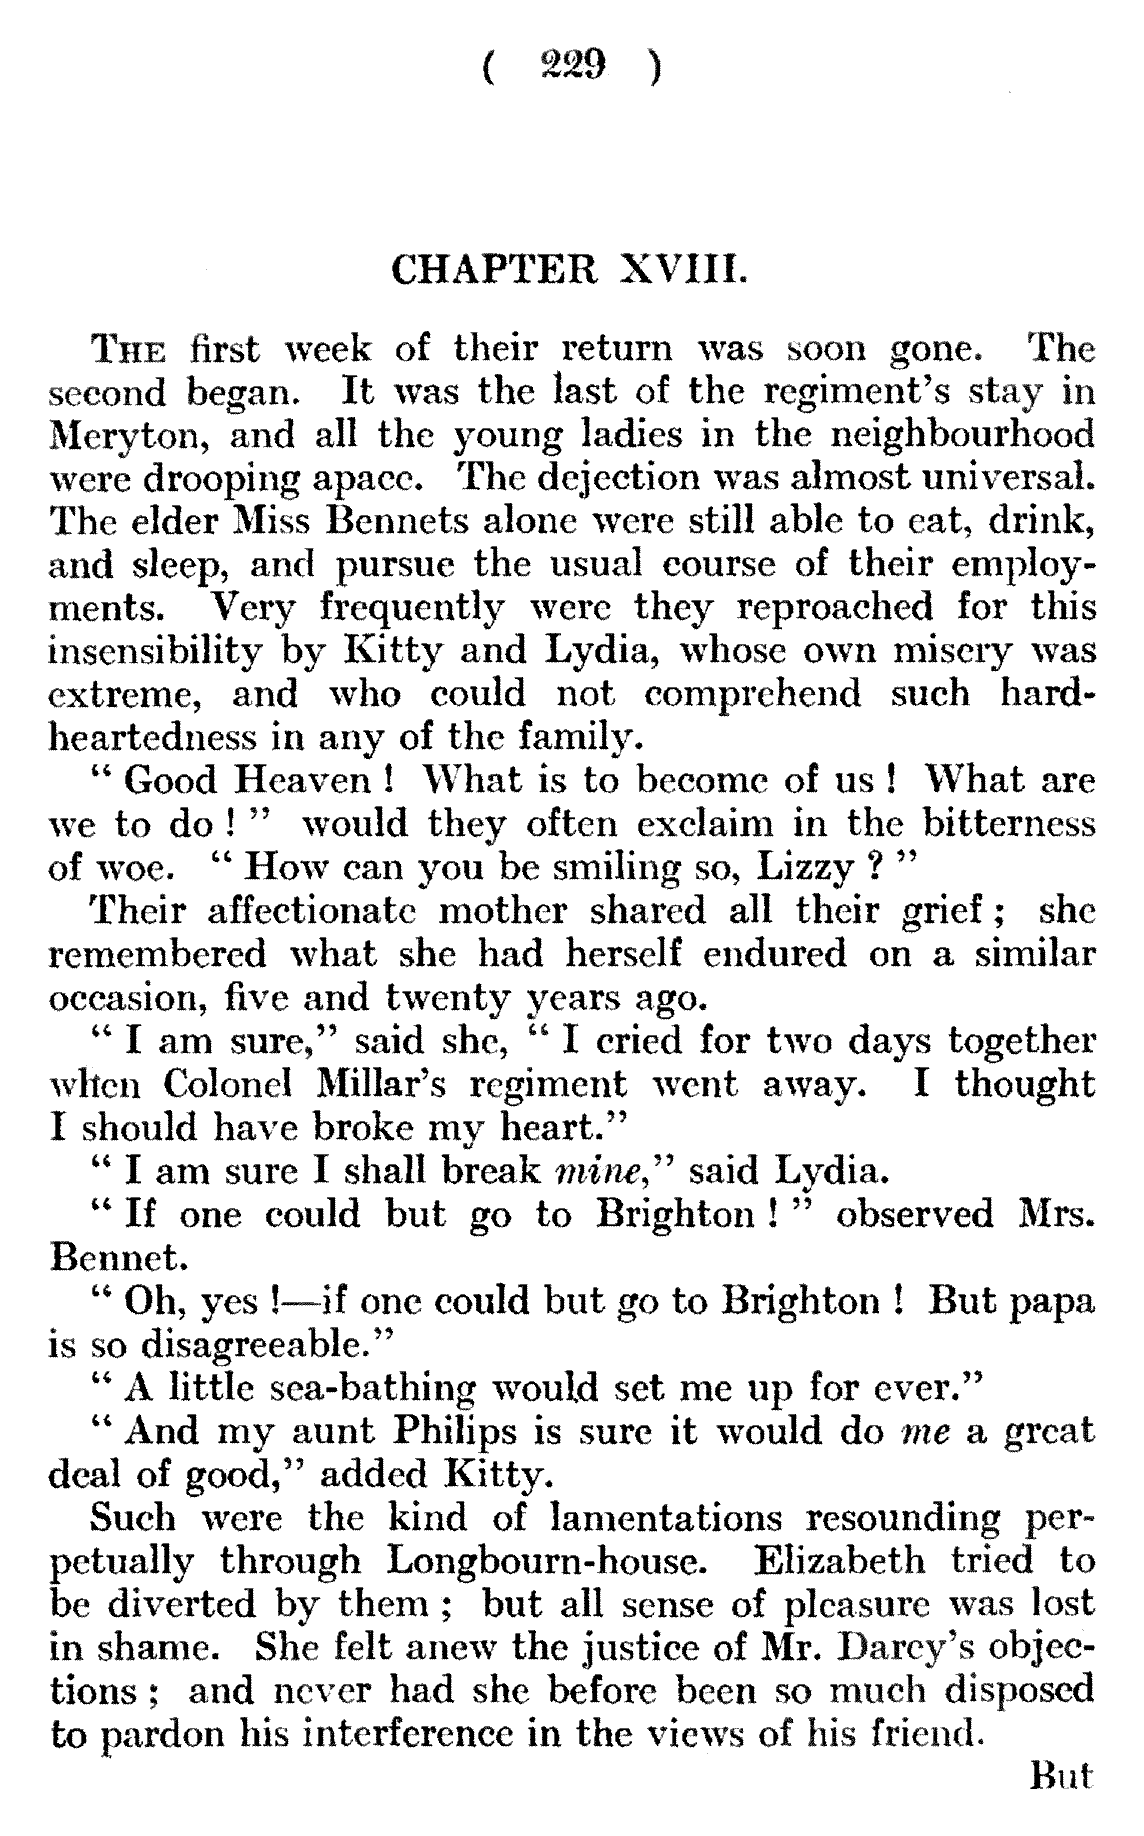 ( 229 )
CHAPTER XVIII.
THE first week of their return was soon gone. The
second began. It was the last of the regiment's stay in
Meryton, and all the young ladies in the neighbourhood
were drooping apace. The dejection was almost universal.
The elder Miss Bennets alone were still able to eat, drink,
and sleep, and pursue the usual course of their employ-
ments. Very frequently were they reproached for this
insensibility by Kitty and Lydia, whose own misery was
extreme, and who could not comprehend such hard-
heartedness in any of the family.
“ Good Heaven ! What is to become of us ! What are
we to do ! ” would they often exclaim in the bitterness
of woe. “ How can you be smiling so, Lizzy ? ”
Their affectionate mother shared all their grief ; she
remembered what she had herself endured on a similar
occasion, five and twenty years ago.
“ I am sure,” said she, “ I cried for two days together
when Colonel Millar's regiment went away. I thought
I should have broke my heart.”
“ I am sure I shall break mine,” said Lydia.
“ If one could but go to Brighton ! ” observed Mrs.
Bennet.
“ Oh, yes !—if one could but go to Brighton ! But papa
is so disagreeable.”
“ A little sea-bathing would set me up for ever.”
“ And my aunt Philips is sure it would do me a great
deal of good,” added Kitty.
Such were the kind of lamentations resounding per-
petually through Longbourn-house. Elizabeth tried to
be diverted by them ; but all sense of pleasure was lost
in shame. She felt anew the justice of Mr. Darcy's objec-
tions ; and never had she before been so much disposed
to pardon his interference in the views of his friend.
But